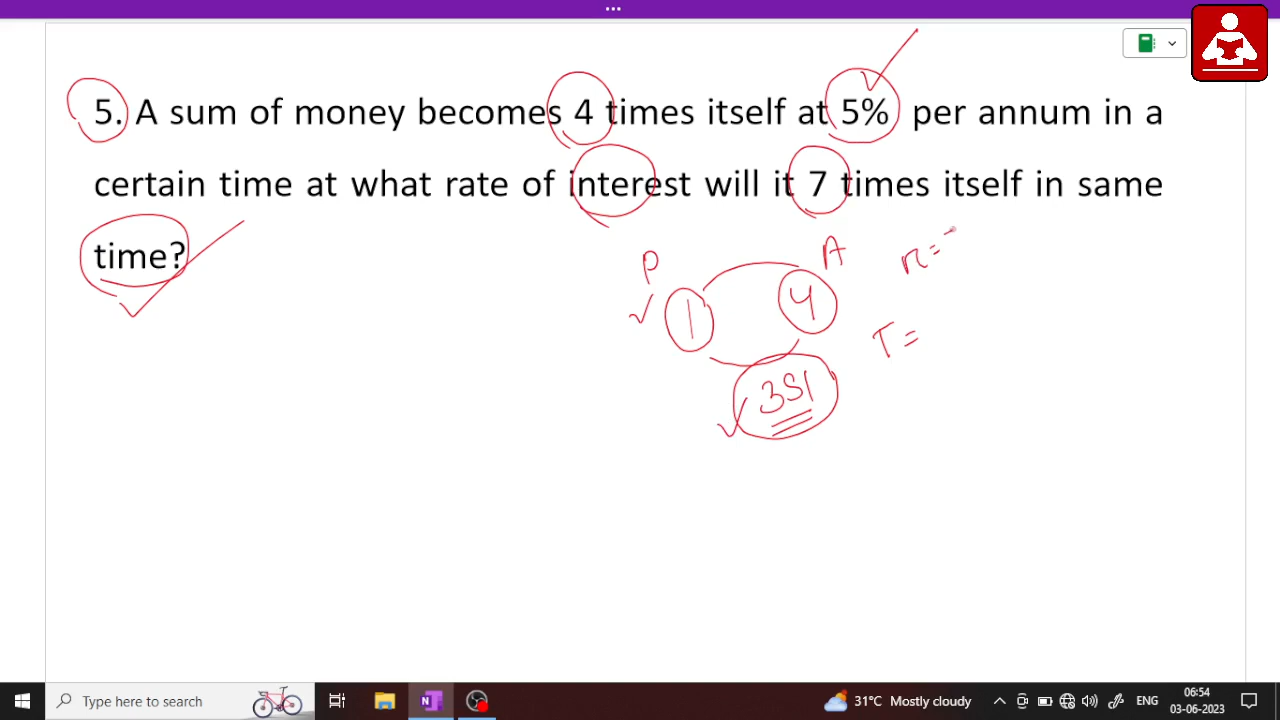 5. A sum of money becomes 4 times itself at 5% per annum in a
certain time at what rate of interest will it 7 times itself in same
time?
P A
r =
1 4
T =
3SI
Type here to search
31°C Mostly cloudy
ENG
06:54
03-06-2023